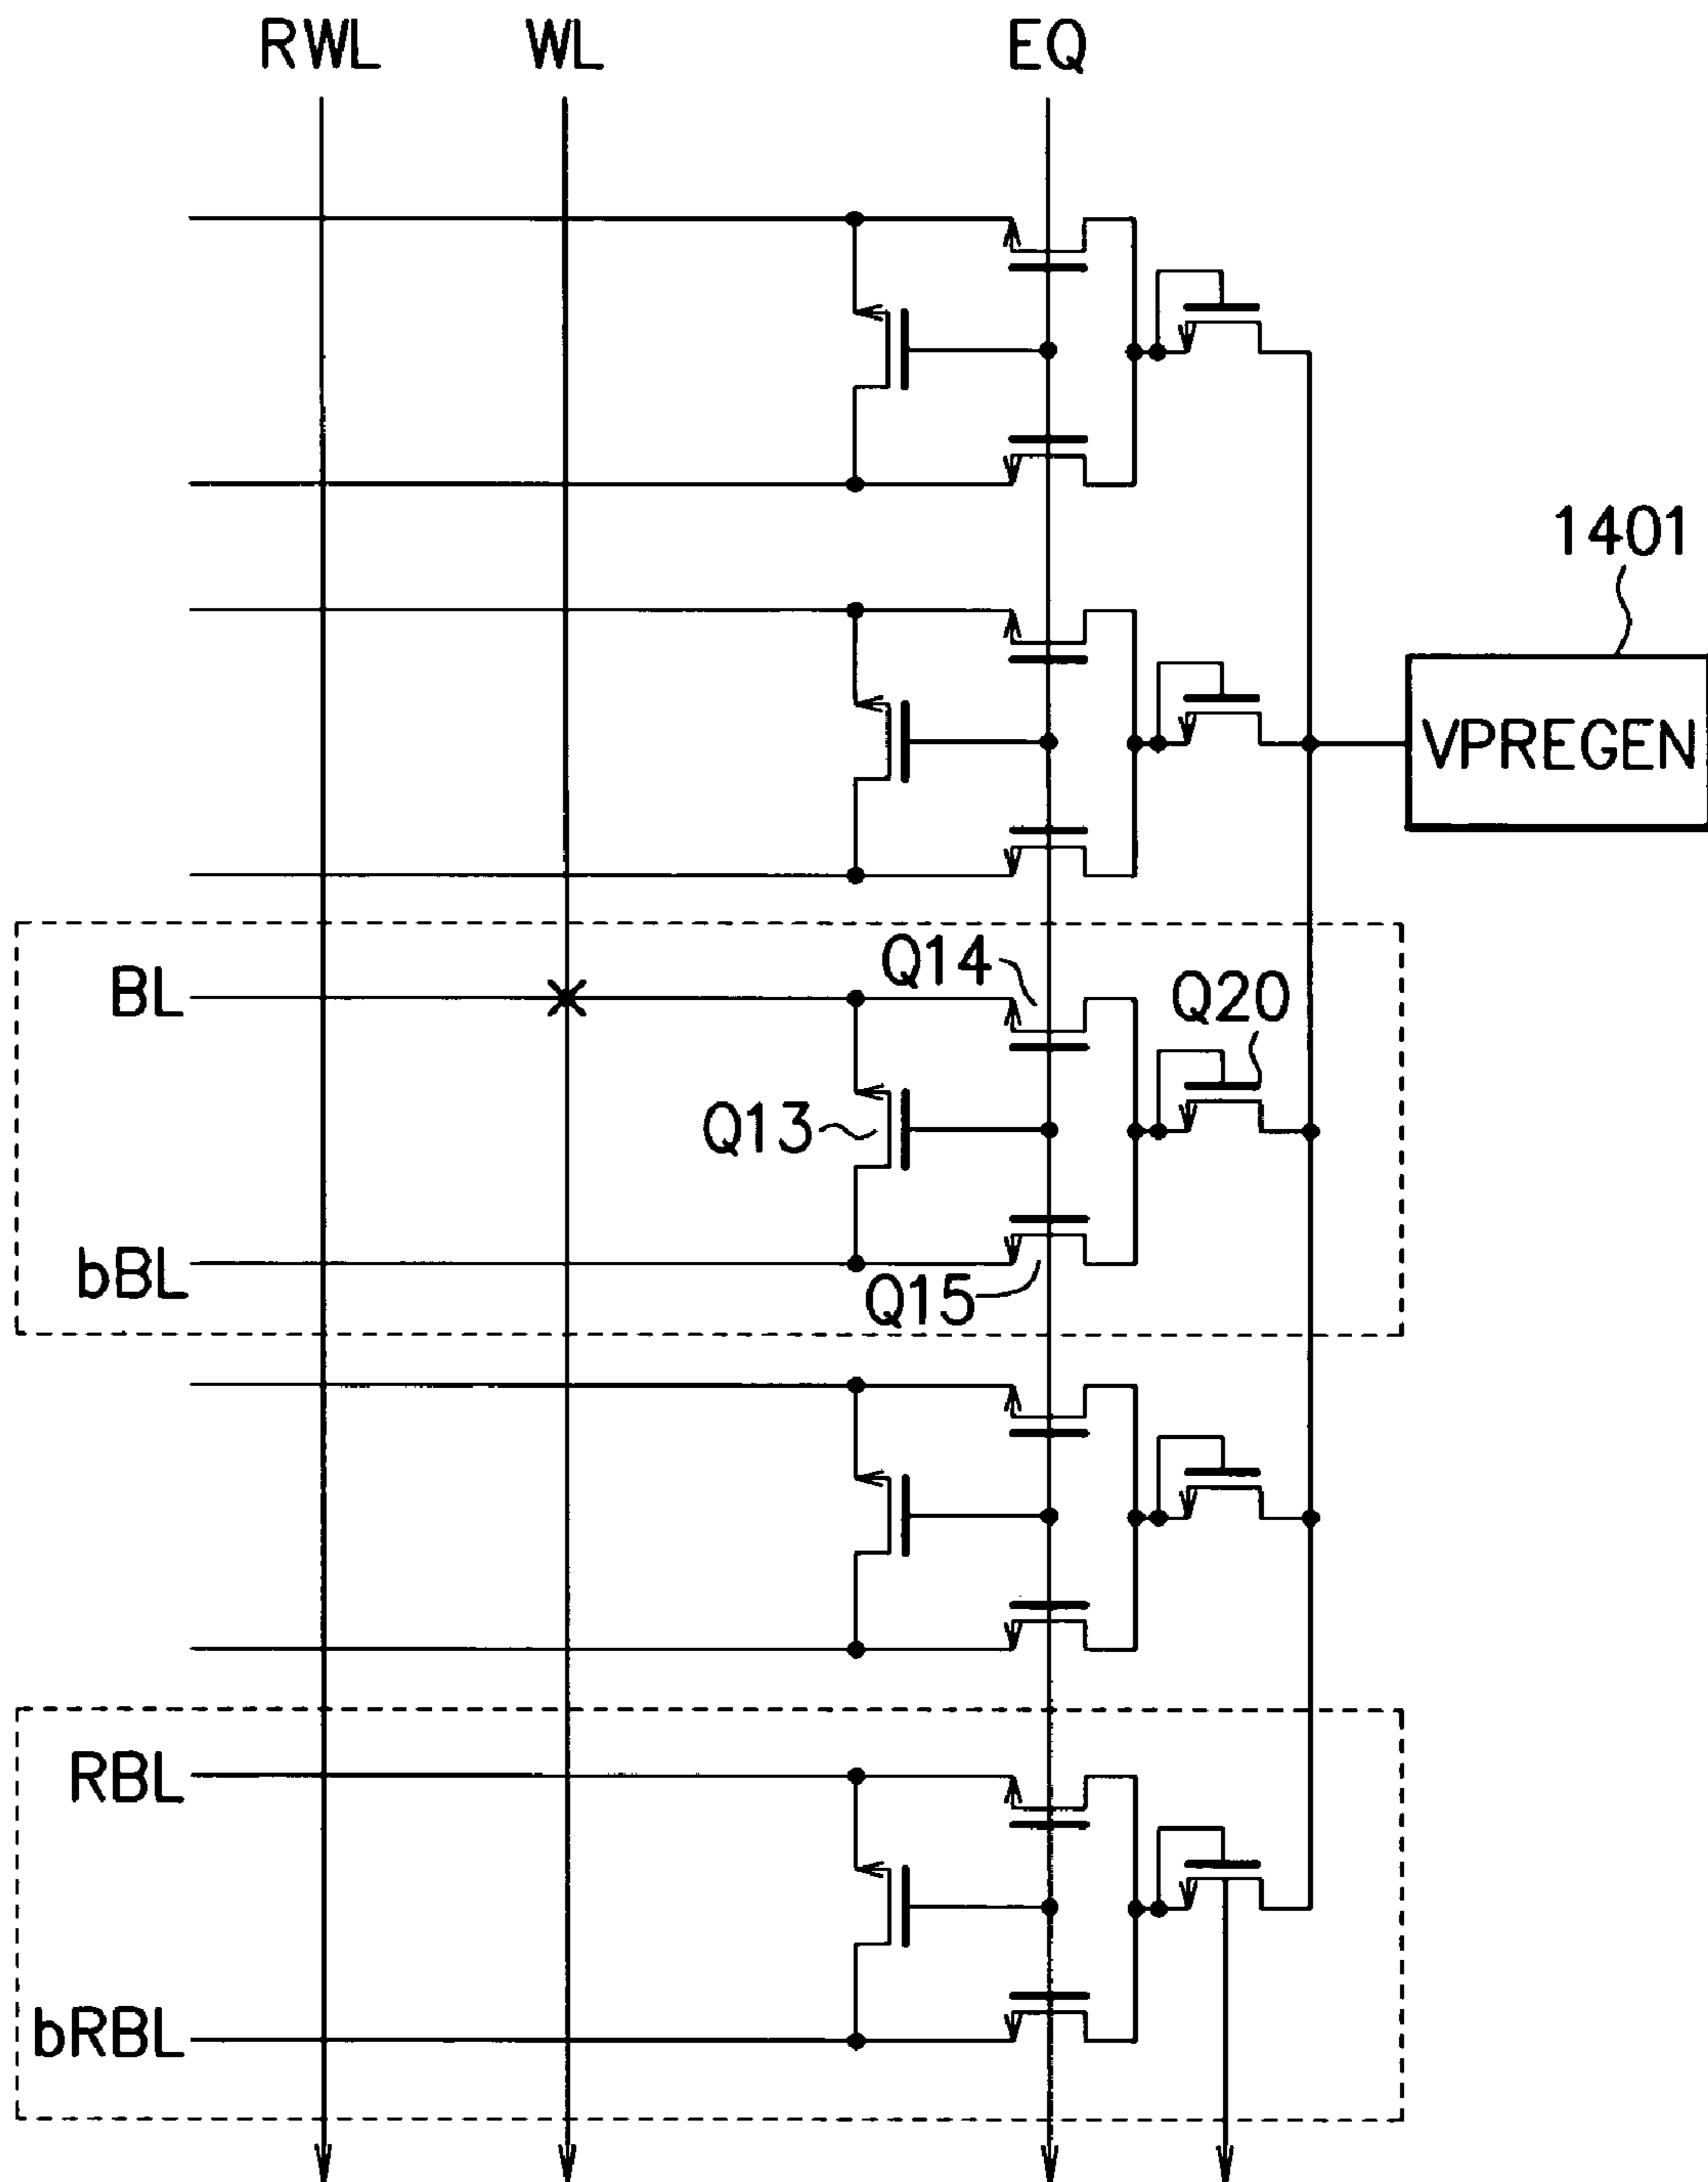 RWL WL EQ
1401
VPREGEN
Q14
BL
Q20
Q13
bBL
Q15
RBL
bRBL